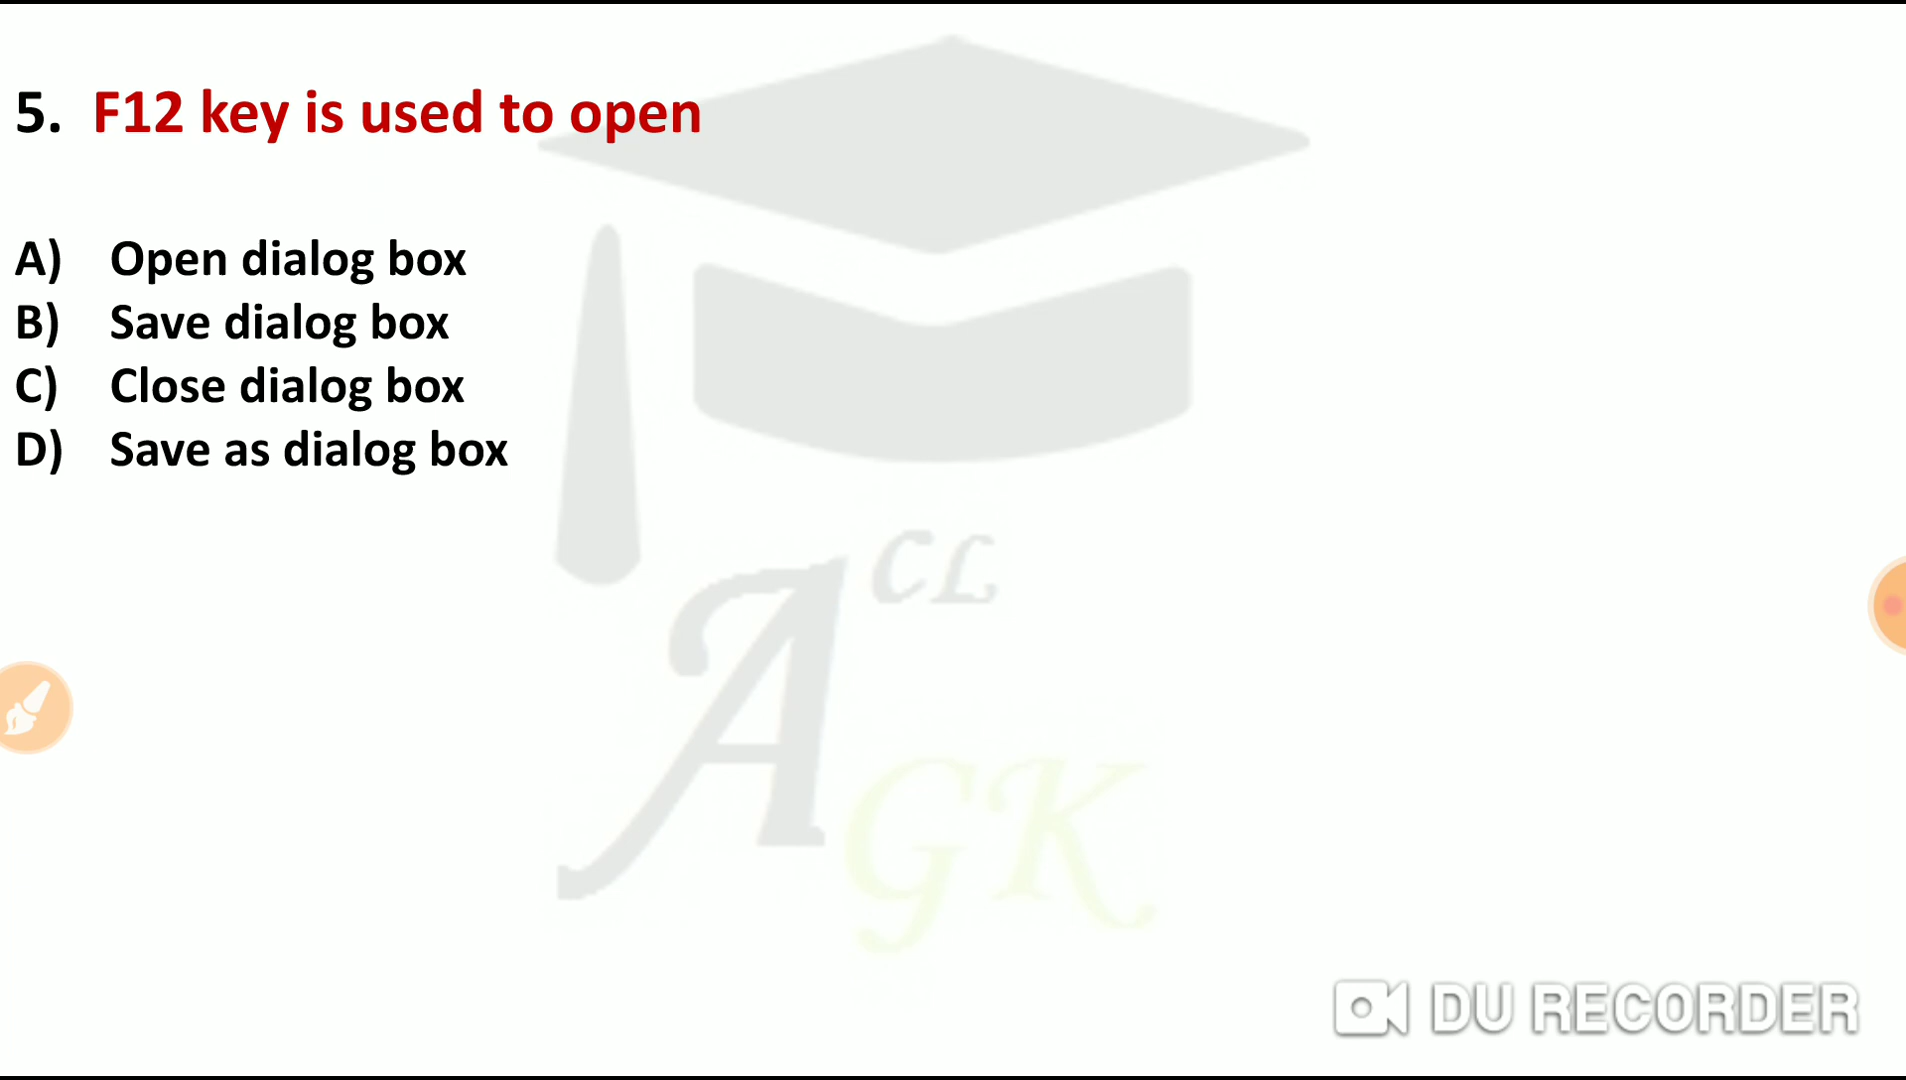 5. F12 key is used to open
A) Open dialog box
B) Save dialog box
C) Close dialog box
D) Save as dialog box
A CL
GK
DU RECORDER